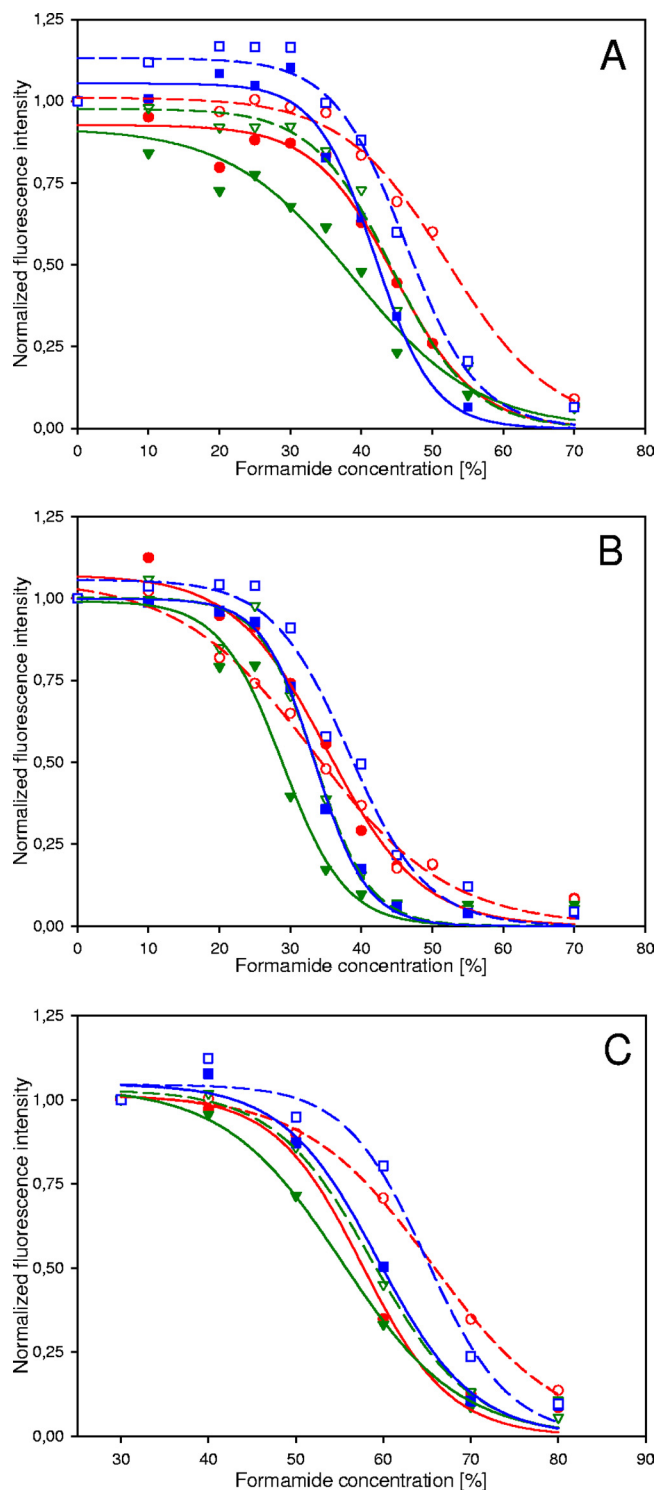 A
Normalized fluorescence intensity
1,25
1,00
0,75
0,50
0,25
0,00
0 10 20 30 40 50 60 70 80
Formamide concentration [%]
B
Normalized fluorescence intensity
1,25
1,00
0,75
0,50
0,25
0,00
0 10 20 30 40 50 60 70 80
Formamide concentration [%]
C
Normalized fluorescence intensity
1,25
1,00
0,75
0,50
0,25
0,00
30 40 50 60 70 80 90
Formamide concentration [%]